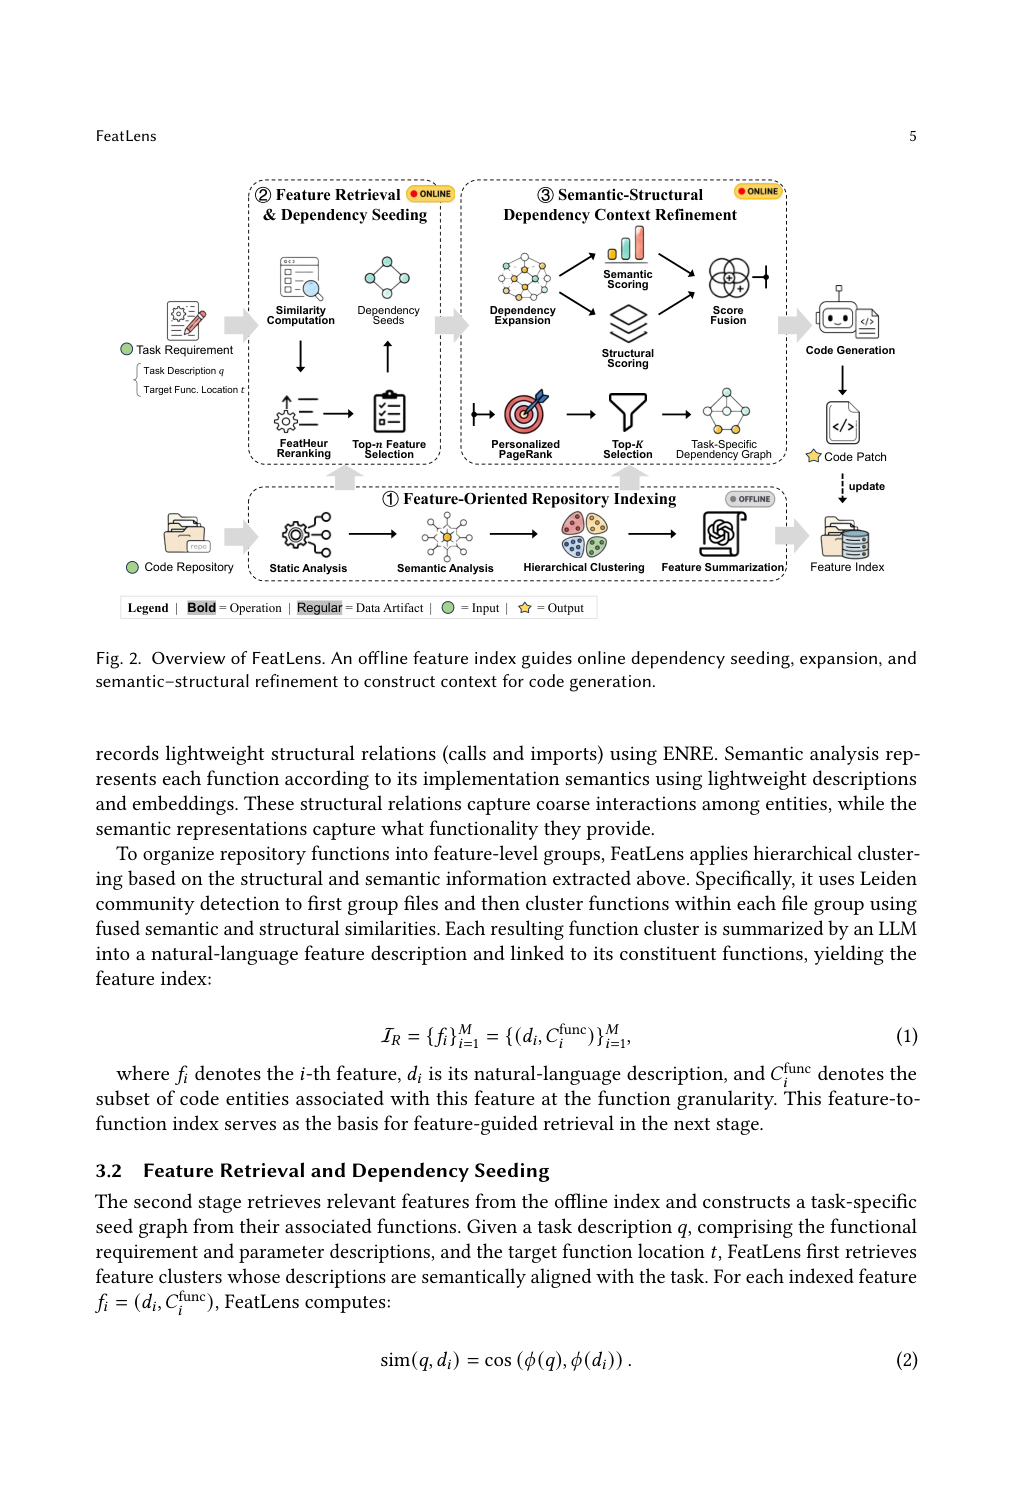 FeatLens
5
② Feature Retrieval
& Dependency Seeding
ONLINE
Similarity
Computation
Dependency
Seeds
FeatHeur
Reranking
Top-n Feature
Selection
③ Semantic-Structural
Dependency Context Refinement
ONLINE
Dependency
Expansion
Semantic
Scoring
Structural
Scoring
Score
Fusion
Personalized
PageRank
Top-K
Selection
Task-Specific
Dependency Graph
Task Requirement
Task Description q
Target Func. Location t
Code Generation
Code Patch
update
① Feature-Oriented Repository Indexing
OFFLINE
repo
Code Repository
Static Analysis
Semantic Analysis
Hierarchical Clustering
Feature Summarization
Feature Index
Legend | Bold = Operation | Regular = Data Artifact | = Input | = Output
Fig. 2. Overview of FeatLens. An offline feature index guides online dependency seeding, expansion, and
semantic–structural refinement to construct context for code generation.
records lightweight structural relations (calls and imports) using ENRE. Semantic analysis rep-
resents each function according to its implementation semantics using lightweight descriptions
and embeddings. These structural relations capture coarse interactions among entities, while the
semantic representations capture what functionality they provide.
To organize repository functions into feature-level groups, FeatLens applies hierarchical cluster-
ing based on the structural and semantic information extracted above. Specifically, it uses Leiden
community detection to first group files and then cluster functions within each file group using
fused semantic and structural similarities. Each resulting function cluster is summarized by an LLM
into a natural-language feature description and linked to its constituent functions, yielding the
feature index:
I_R = {f_i}_{i=1}^M = {(d_i, C_i^func)}_{i=1}^M, (1)
where f_i denotes the i-th feature, d_i is its natural-language description, and C_i^func denotes the
subset of code entities associated with this feature at the function granularity. This feature-to-
function index serves as the basis for feature-guided retrieval in the next stage.
3.2 Feature Retrieval and Dependency Seeding
The second stage retrieves relevant features from the offline index and constructs a task-specific
seed graph from their associated functions. Given a task description q, comprising the functional
requirement and parameter descriptions, and the target function location t, FeatLens first retrieves
feature clusters whose descriptions are semantically aligned with the task. For each indexed feature
f_i = (d_i, C_i^func), FeatLens computes:
sim(q, d_i) = cos (ϕ(q), ϕ(d_i)) . (2)